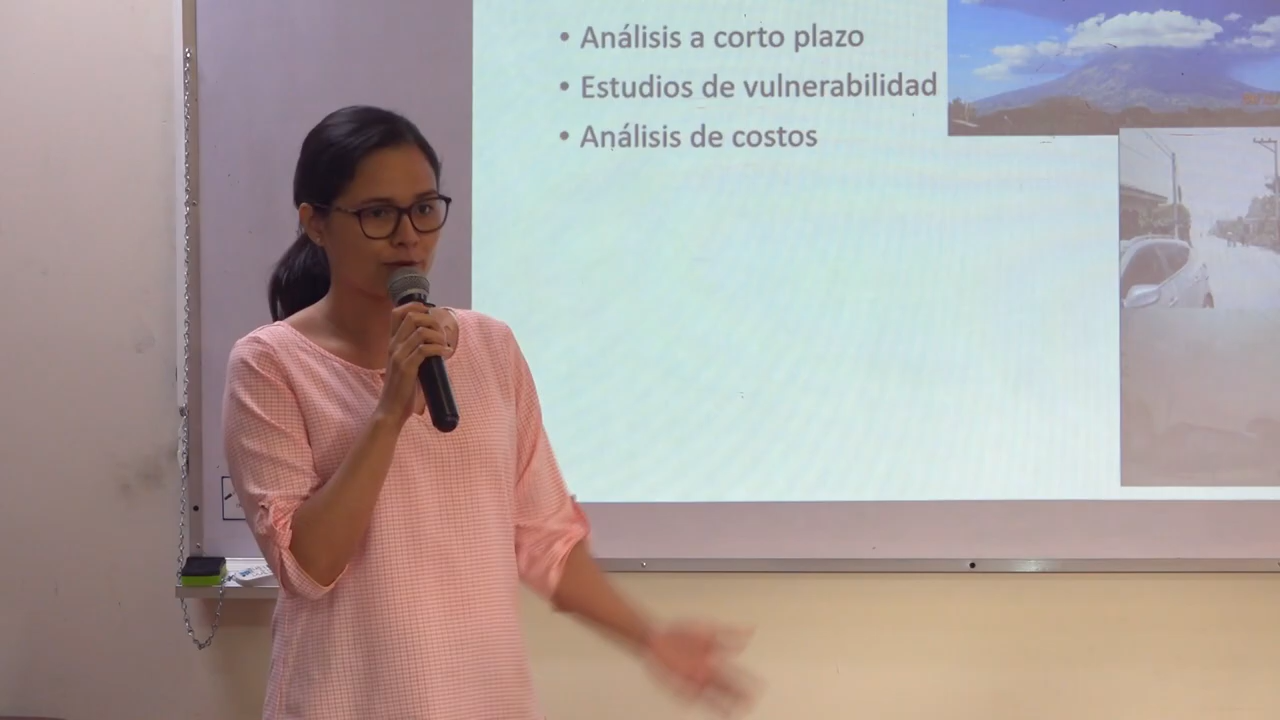 • Análisis a corto plazo
• Estudios de vulnerabilidad
• Análisis de costos